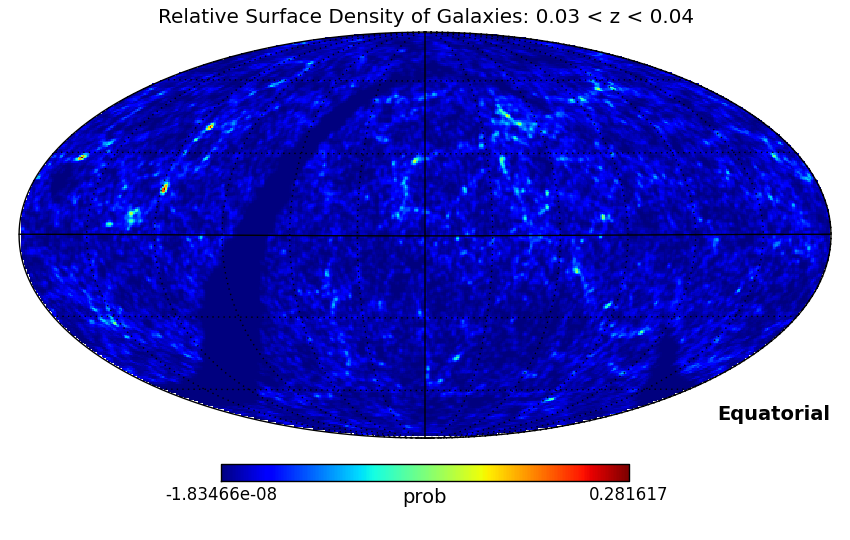 Relative Surface Density of Galaxies: 0.03 < z < 0.04
Equatorial
-1.83466e-08 prob 0.281617